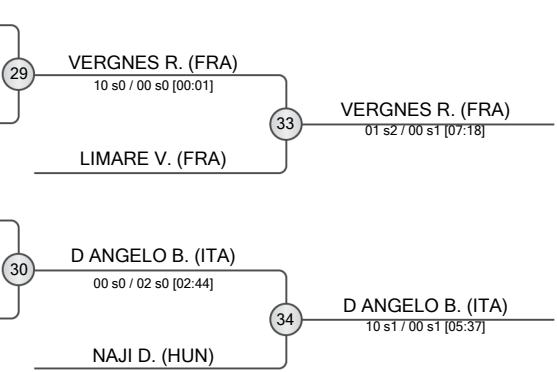 VERGNES R. (FRA)
29
10 s0 / 00 s0 [00:01]
VERGNES R. (FRA)
33
01 s2 / 00 s1 [07:18]
LIMARE V. (FRA)
D ANGELO B. (ITA)
30
00 s0 / 02 s0 [02:44]
D ANGELO B. (ITA)
34
10 s1 / 00 s1 [05:37]
NAJI D. (HUN)